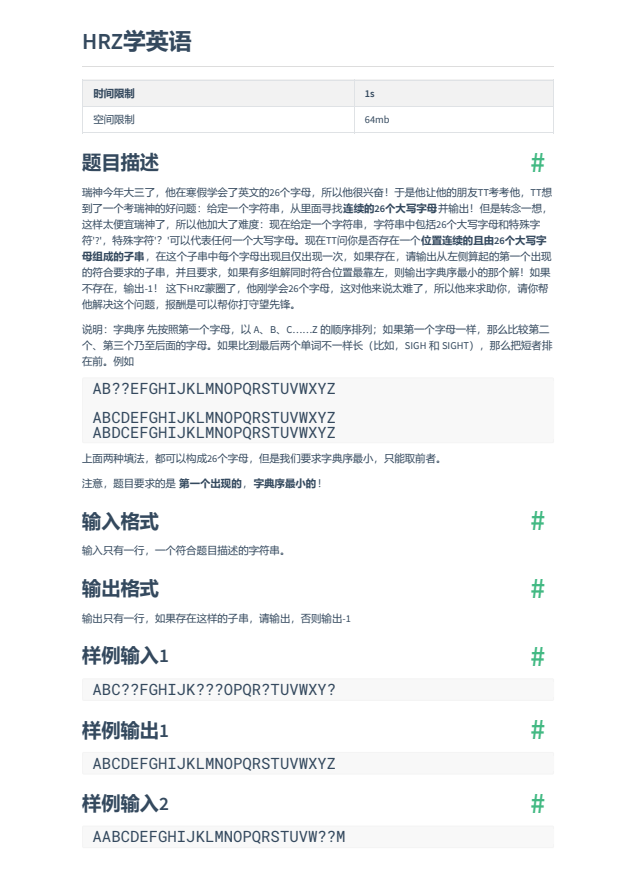 HRZ学英语
时间限制 1s
空间限制 64mb
题目描述 #
瑞神今年大三了，他在寒假学会了英文的26个字母，所以他很兴奋！于是他让他的朋友TT考考他，TT想
到了一个考瑞神的好问题：给定一个字符串，从里面寻找连续的26个大写字母并输出！但是转念一想，
这样太便宜瑞神了，所以他加大了难度：现在给定一个字符串，字符串中包括26个大写字母和特殊字
符'?'，特殊字符'？'可以代表任何一个大写字母。现在TT问你是否存在一个位置连续的且由26个大写字
母组成的子串，在这个子串中每个字母出现且仅出现一次，如果存在，请输出从左侧算起的第一个出现
的符合要求的子串，并且要求，如果有多组解同时符合位置最靠左，则输出字典序最小的那个解！如果
不存在，输出-1！ 这下HRZ蒙圈了，他刚学会26个字母，这对他来说太难了，所以他来求助你，请你帮
他解决这个问题，报酬是可以帮你打守望先锋。
说明：字典序 先按照第一个字母，以 A、B、C……Z 的顺序排列；如果第一个字母一样，那么比较第二
个、第三个乃至后面的字母。如果比到最后两个单词不一样长（比如，SIGH 和 SIGHT），那么把短者排
在前。例如
AB??EFGHIJKLMNOPQRSTUVWXYZ
ABCDEFGHIJKLMNOPQRSTUVWXYZ
ABDCEFGHIJKLMNOPQRSTUVWXYZ
上面两种填法，都可以构成26个字母，但是我们要求字典序最小，只能取前者。
注意，题目要求的是 第一个出现的，字典序最小的！
输入格式 #
输入只有一行，一个符合题目描述的字符串。
输出格式 #
输出只有一行，如果存在这样的子串，请输出，否则输出-1
样例输入1 #
ABC??FGHIJK???OPQR?TUVWXY?
样例输出1 #
ABCDEFGHIJKLMNOPQRSTUVWXYZ
样例输入2 #
AABCDEFGHIJKLMNOPQRSTUVW??M